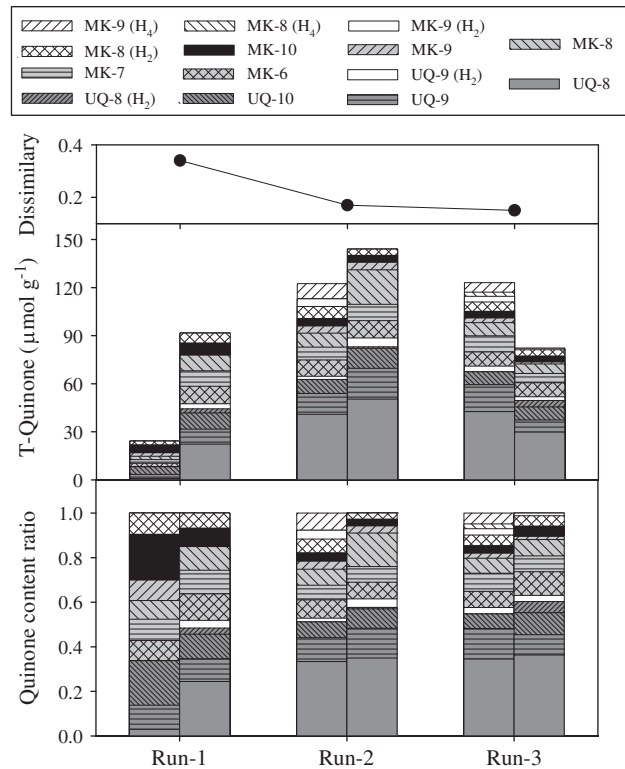 MK-9 (H4) MK-8 (H4) MK-9 (H2)
MK-8 (H2) MK-10 MK-9 MK-8
MK-7 MK-6 UQ-9 (H2)
UQ-8 (H2) UQ-10 UQ-9 UQ-8
Dissimilary
0.4
0.2
T-Quinone (μmol g-1)
150
120
90
60
30
0
Quinone content ratio
1.0
0.8
0.6
0.4
0.2
0.0
Run-1 Run-2 Run-3